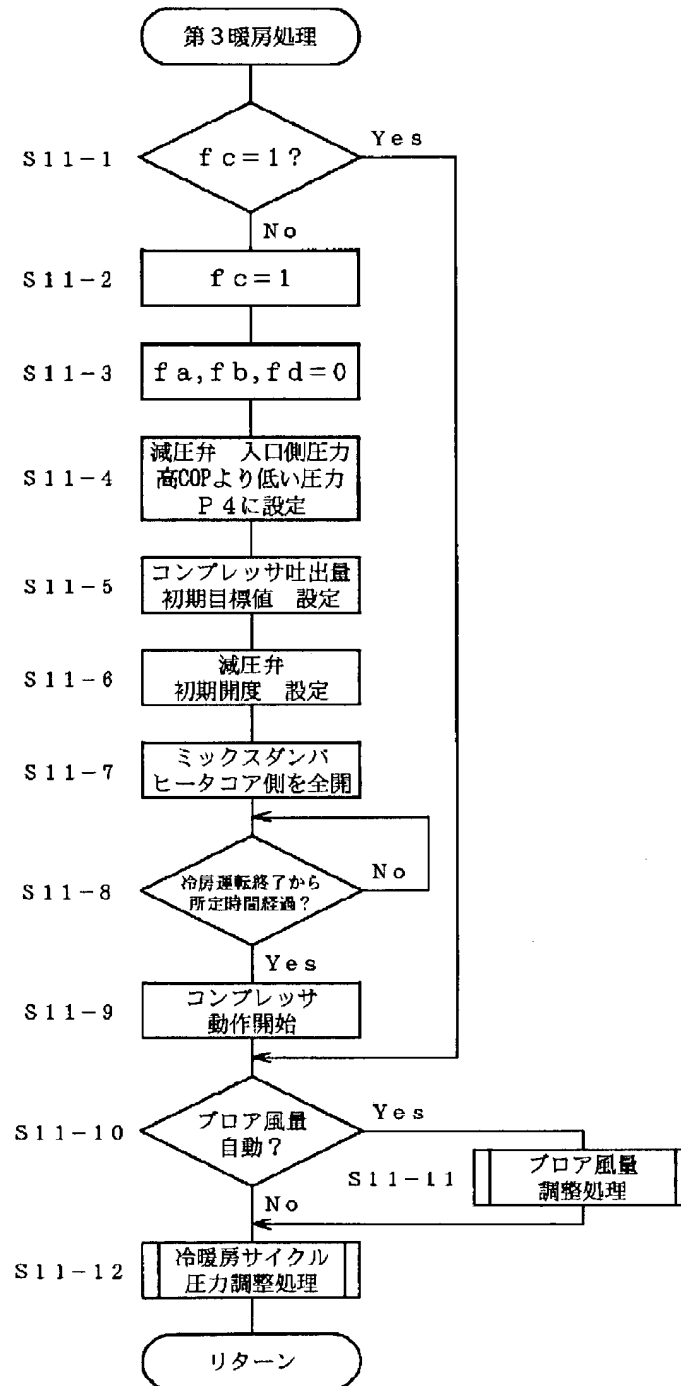 第3暖房処理
S11-1
fc=1?
Yes
No
S11-2
fc=1
S11-3
fa,fb,fd=0
S11-4
減圧弁 入口側圧力
高COPより低い圧力
P4に設定
S11-5
コンプレッサ吐出量
初期目標値 設定
S11-6
減圧弁
初期開度 設定
S11-7
ミックスダンパ
ヒータコア側を全開
S11-8
冷房運転終了から
所定時間経過?
No
Yes
S11-9
コンプレッサ
動作開始
S11-10
ブロア風量
自動?
Yes
No
S11-11
ブロア風量
調整処理
S11-12
冷暖房サイクル
圧力調整処理
リターン